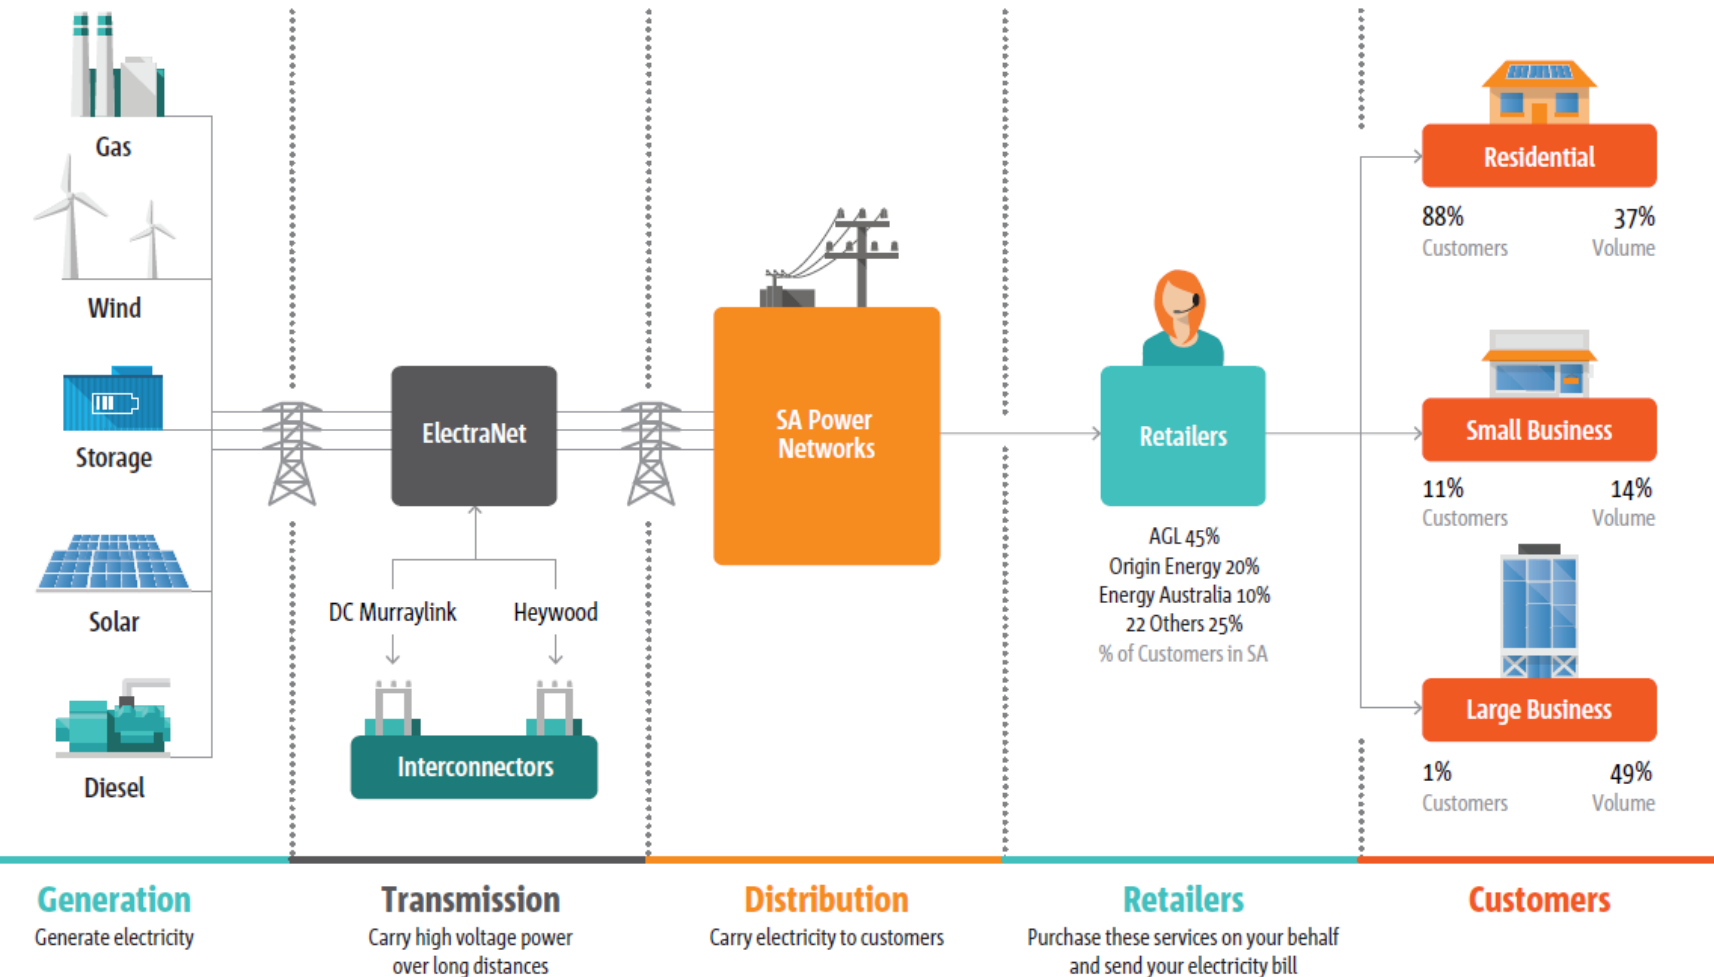 Gas
Wind
Storage
Solar
Diesel
ElectraNet
DC Murraylink
Heywood
Interconnectors
SA Power
Networks
Retailers
AGL 45%
Origin Energy 20%
Energy Australia 10%
22 Others 25%
% of Customers in SA
Residential
88%
37%
Customers
Volume
Small Business
11%
14%
Customers
Volume
Large Business
1%
49%
Customers
Volume
Generation
Generate electricity
Transmission
Carry high voltage power
over long distances
Distribution
Carry electricity to customers
Retailers
Purchase these services on your behalf
and send your electricity bill
Customers